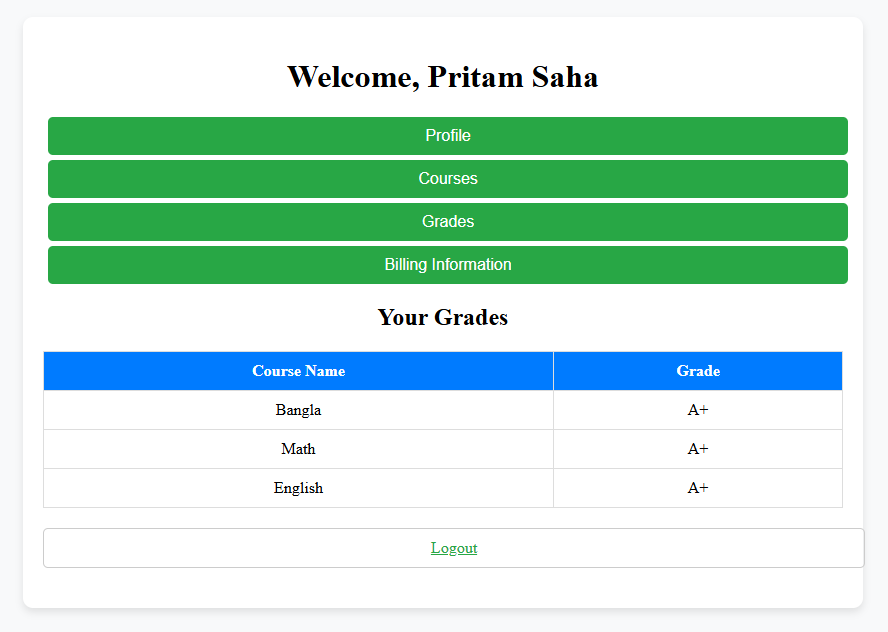 Welcome, Pritam Saha
Profile
Courses
Grades
Billing Information
Your Grades
Course Name Grade
Bangla A+
Math A+
English A+
Logout